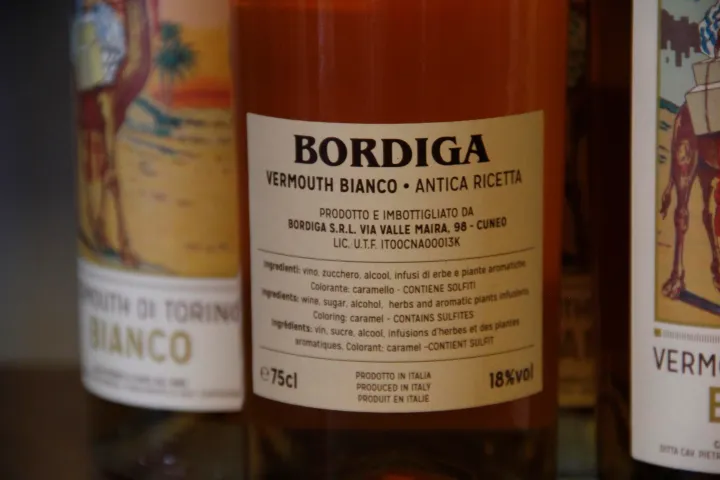 BORDIGA
VERMOUTH BIANCO • ANTICA RICETTA
PRODOTTO E IMBOTTIGLIATO DA
BORDIGA S.R.L. VIA VALLE MAIRA, 98 - CUNEO
LIC. U.T.F. IT00CNA00013K
Ingredienti: vino, zucchero, alcool, infusi di erbe e piante aromatiche.
Colorante: caramello - CONTIENE SOLFITI
Ingredients: wine, sugar, alcohol, herbs and aromatic plants infusions.
Coloring: caramel - CONTAINS SULFITES
Ingrédients: vin, sucre, alcool, infusions d'herbes et des plantes
aromatiques, Colorant: caramel -CONTIENT SULFIT
℮75cl
PRODOTTO IN ITALIA
PRODUCED IN ITALY
PRODUIT EN ITALIE
18%vol
MOUTH DI TORINO
BIANCO
VERM